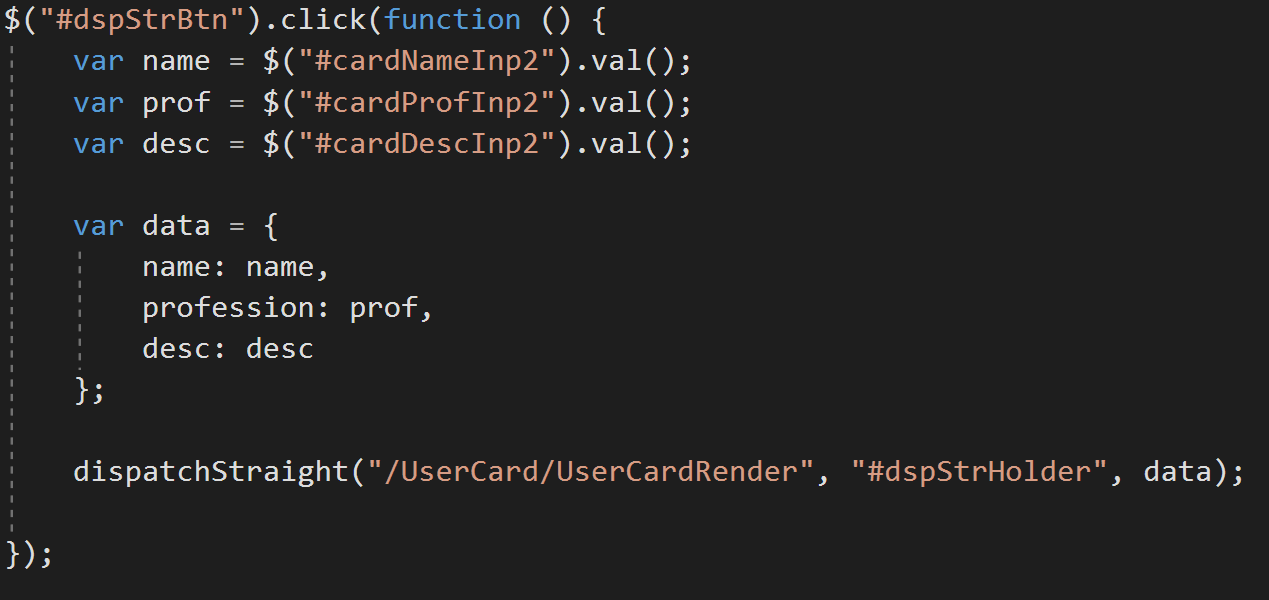 $("#dspStrBtn").click(function () {
    var name = $("#cardNameInp2").val();
    var prof = $("#cardProfInp2").val();
    var desc = $("#cardDescInp2").val();

    var data = {
        name: name,
        profession: prof,
        desc: desc
    };

    dispatchStraight("/UserCard/UserCardRender", "#dspStrHolder", data);

});